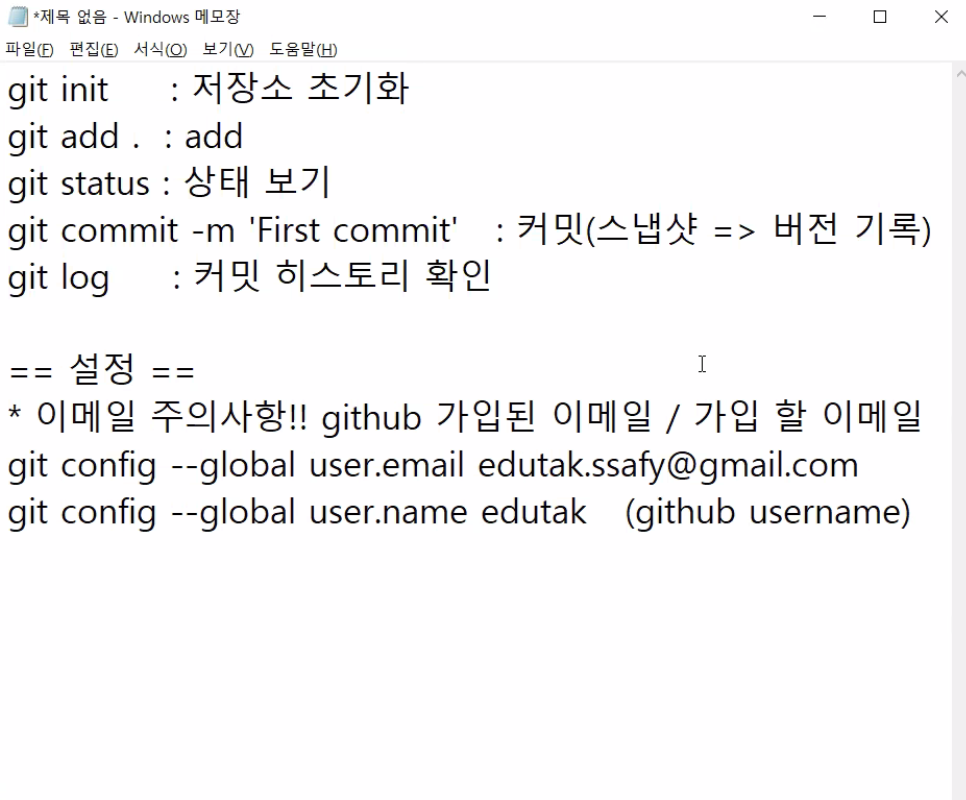 *제목 없음 - Windows 메모장
파일(F) 편집(E) 서식(O) 보기(V) 도움말(H)
git init : 저장소 초기화
git add . : add
git status : 상태 보기
git commit -m 'First commit' : 커밋(스냅샷 => 버전 기록)
git log : 커밋 히스토리 확인
== 설정 ==
* 이메일 주의사항!! github 가입된 이메일 / 가입 할 이메일
git config --global user.email edutak.ssafy@gmail.com
git config --global user.name edutak (github username)